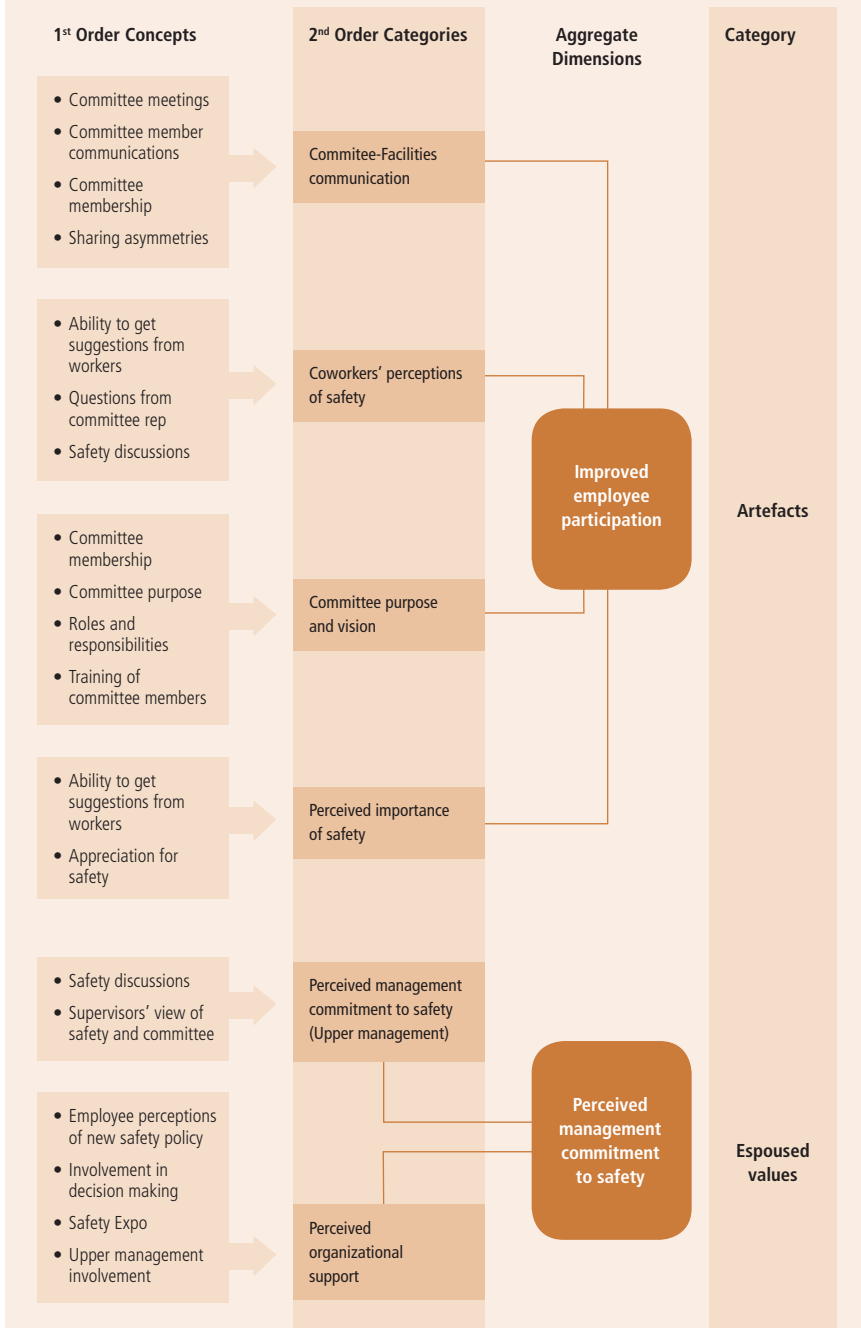 1st Order Concepts
2nd Order Categories
Aggregate
Dimensions
Category
• Committee meetings
• Committee member
communications
• Committee
membership
• Sharing asymmetries
Commitee-Facilities
communication
• Ability to get
suggestions from
workers
• Questions from
committee rep
• Safety discussions
Coworkers’ perceptions
of safety
• Committee
membership
• Committee purpose
• Roles and
responsibilities
• Training of
committee members
Committee purpose
and vision
• Ability to get
suggestions from
workers
• Appreciation for
safety
Perceived importance
of safety
Improved
employee
participation
Artefacts
• Safety discussions
• Supervisors’ view of
safety and committee
Perceived management
commitment to safety
(Upper management)
• Employee perceptions
of new safety policy
• Involvement in
decision making
• Safety Expo
• Upper management
involvement
Perceived
organizational
support
Perceived
management
commitment
to safety
Espoused
values